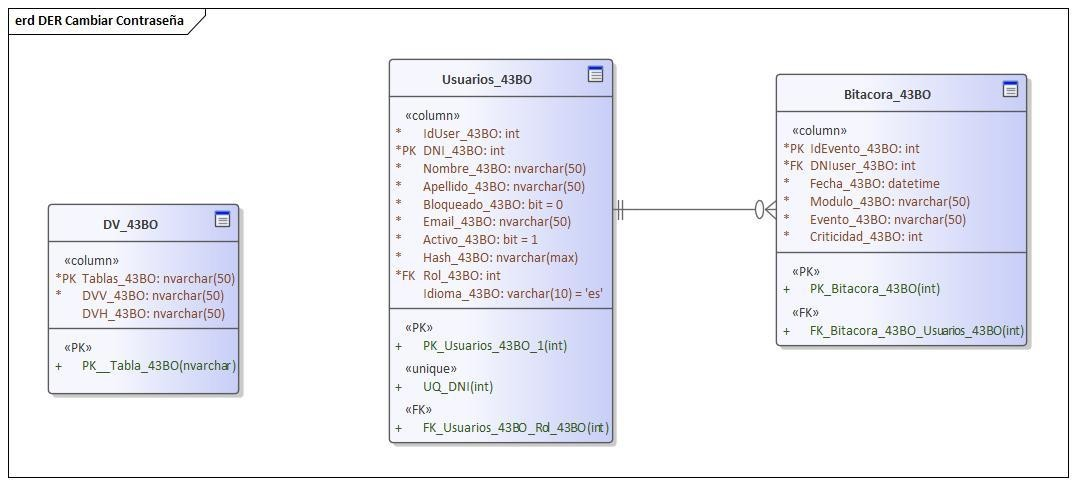 erd DER Cambiar Contraseña
DV_43BO
«column»
*PK Tablas_43BO: nvarchar(50)
* DVV_43BO: nvarchar(50)
DVH_43BO: nvarchar(50)
«PK»
+ PK__Tabla_43BO(nvarchar)
Usuarios_43BO
«column»
* IdUser_43BO: int
*PK DNI_43BO: int
* Nombre_43BO: nvarchar(50)
* Apellido_43BO: nvarchar(50)
* Bloqueado_43BO: bit = 0
* Email_43BO: nvarchar(50)
* Activo_43BO: bit = 1
* Hash_43BO: nvarchar(max)
*FK Rol_43BO: int
Idioma_43BO: varchar(10) = 'es'
«PK»
+ PK_Usuarios_43BO_1(int)
«unique»
+ UQ_DNI(int)
«FK»
+ FK_Usuarios_43BO_Rol_43BO(int)
Bitacora_43BO
«column»
*PK IdEvento_43BO: int
*FK DNIuser_43BO: int
* Fecha_43BO: datetime
* Modulo_43BO: nvarchar(50)
* Evento_43BO: nvarchar(50)
* Criticidad_43BO: int
«PK»
+ PK_Bitacora_43BO(int)
«FK»
+ FK_Bitacora_43BO_Usuarios_43BO(int)